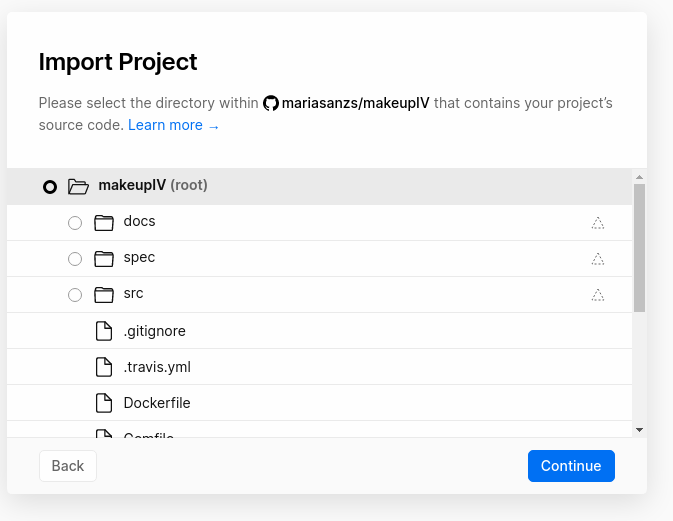 Import Project
Please select the directory within mariasanzs/makeupIV that contains your project's
source code. Learn more →
makeupIV (root)
docs
spec
src
.gitignore
.travis.yml
Dockerfile
Gemfile
Back
Continue